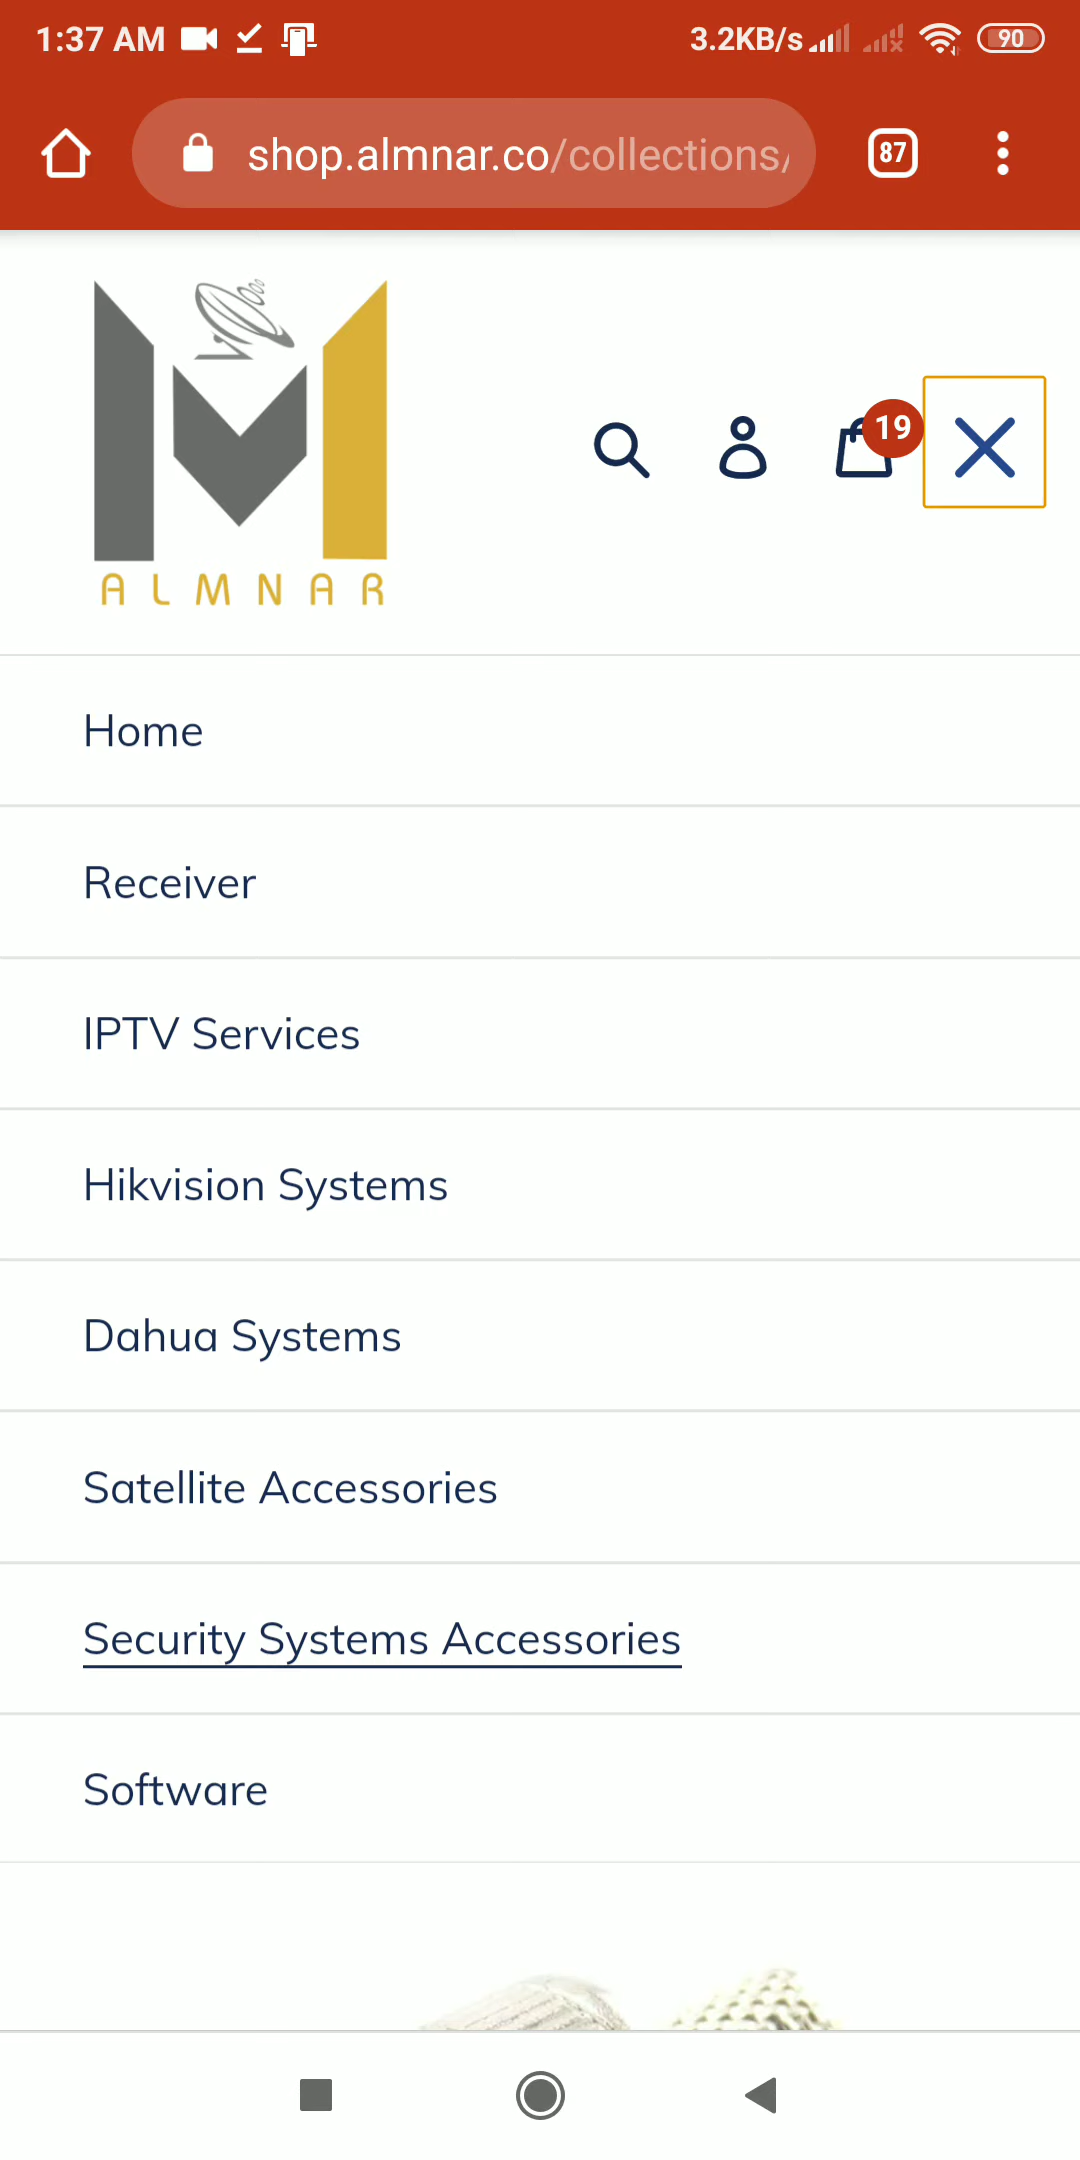 1:37 AM 3.2KB/s 90
shop.almnar.co/collections/ 87
ALMNAR
19
Home
Receiver
IPTV Services
Hikvision Systems
Dahua Systems
Satellite Accessories
Security Systems Accessories
Software